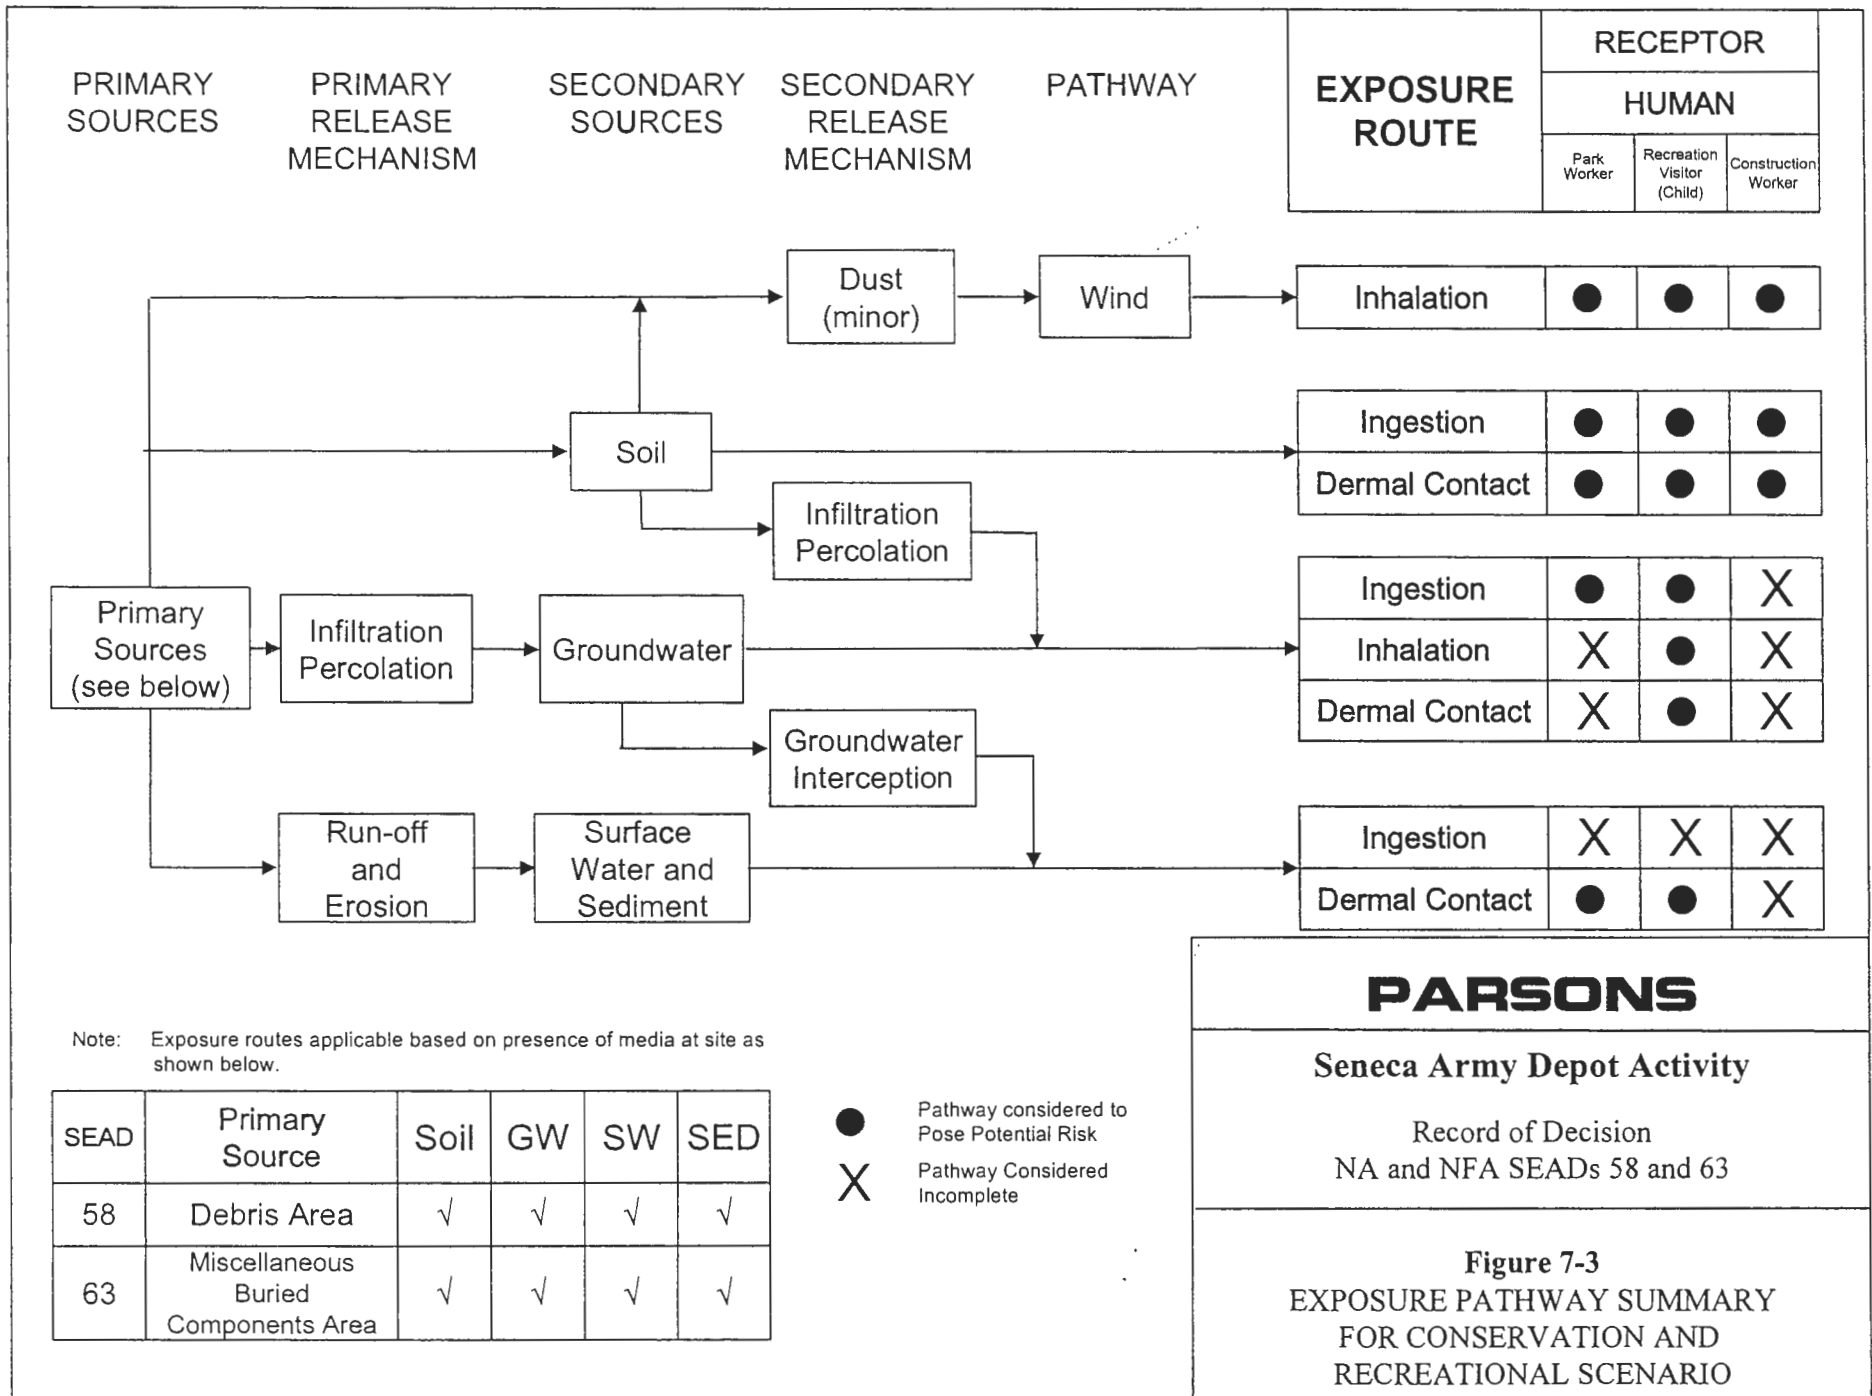 PRIMARY
SOURCES
PRIMARY
RELEASE
MECHANISM
SECONDARY
SOURCES
SECONDARY
RELEASE
MECHANISM
PATHWAY
EXPOSURE
ROUTE
RECEPTOR
HUMAN
Park
Worker
Recreation
Visitor
(Child)
Construction
Worker
Dust
(minor)
Wind
Inhalation ● ● ●
Soil
Ingestion ● ● ●
Dermal Contact ● ● ●
Infiltration
Percolation
Primary
Sources
(see below)
Infiltration
Percolation
Groundwater
Ingestion ● ● X
Inhalation X ● X
Dermal Contact X ● X
Groundwater
Interception
Run-off
and
Erosion
Surface
Water and
Sediment
Ingestion X X X
Dermal Contact ● ● X
Note: Exposure routes applicable based on presence of media at site as
shown below.
SEAD
Primary
Source
Soil GW SW SED
58 Debris Area √ √ √ √
63
Miscellaneous
Buried
Components Area
√ √ √ √
● Pathway considered to
Pose Potential Risk
X Pathway Considered
Incomplete
PARSONS
Seneca Army Depot Activity
Record of Decision
NA and NFA SEADs 58 and 63
Figure 7-3
EXPOSURE PATHWAY SUMMARY
FOR CONSERVATION AND
RECREATIONAL SCENARIO